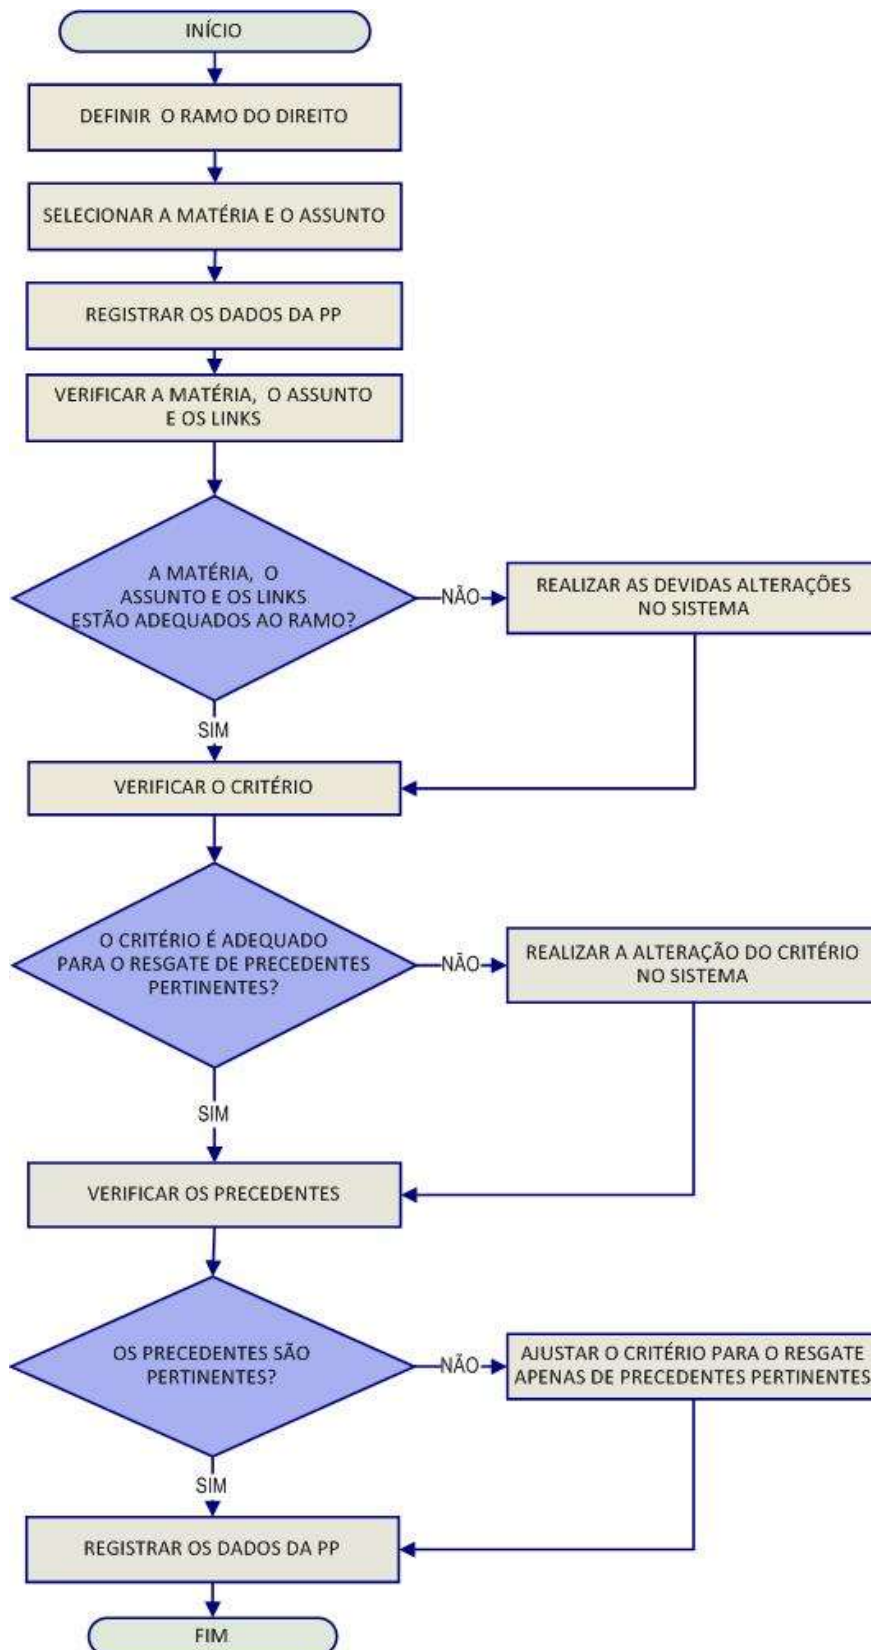 INÍCIO
DEFINIR O RAMO DO DIREITO
SELECIONAR A MATÉRIA E O ASSUNTO
REGISTRAR OS DADOS DA PP
VERIFICAR A MATÉRIA, O ASSUNTO
E OS LINKS
A MATÉRIA, O
ASSUNTO E OS LINKS
ESTÃO ADEQUADOS AO RAMO?
NÃO
REALIZAR AS DEVIDAS ALTERAÇÕES
NO SISTEMA
SIM
VERIFICAR O CRITÉRIO
O CRITÉRIO É ADEQUADO
PARA O RESGATE DE PRECEDENTES
PERTINENTES?
NÃO
REALIZAR A ALTERAÇÃO DO CRITÉRIO
NO SISTEMA
SIM
VERIFICAR OS PRECEDENTES
OS PRECEDENTES SÃO
PERTINENTES?
NÃO
AJUSTAR O CRITÉRIO PARA O RESGATE
APENAS DE PRECEDENTES PERTINENTES
SIM
REGISTRAR OS DADOS DA PP
FIM